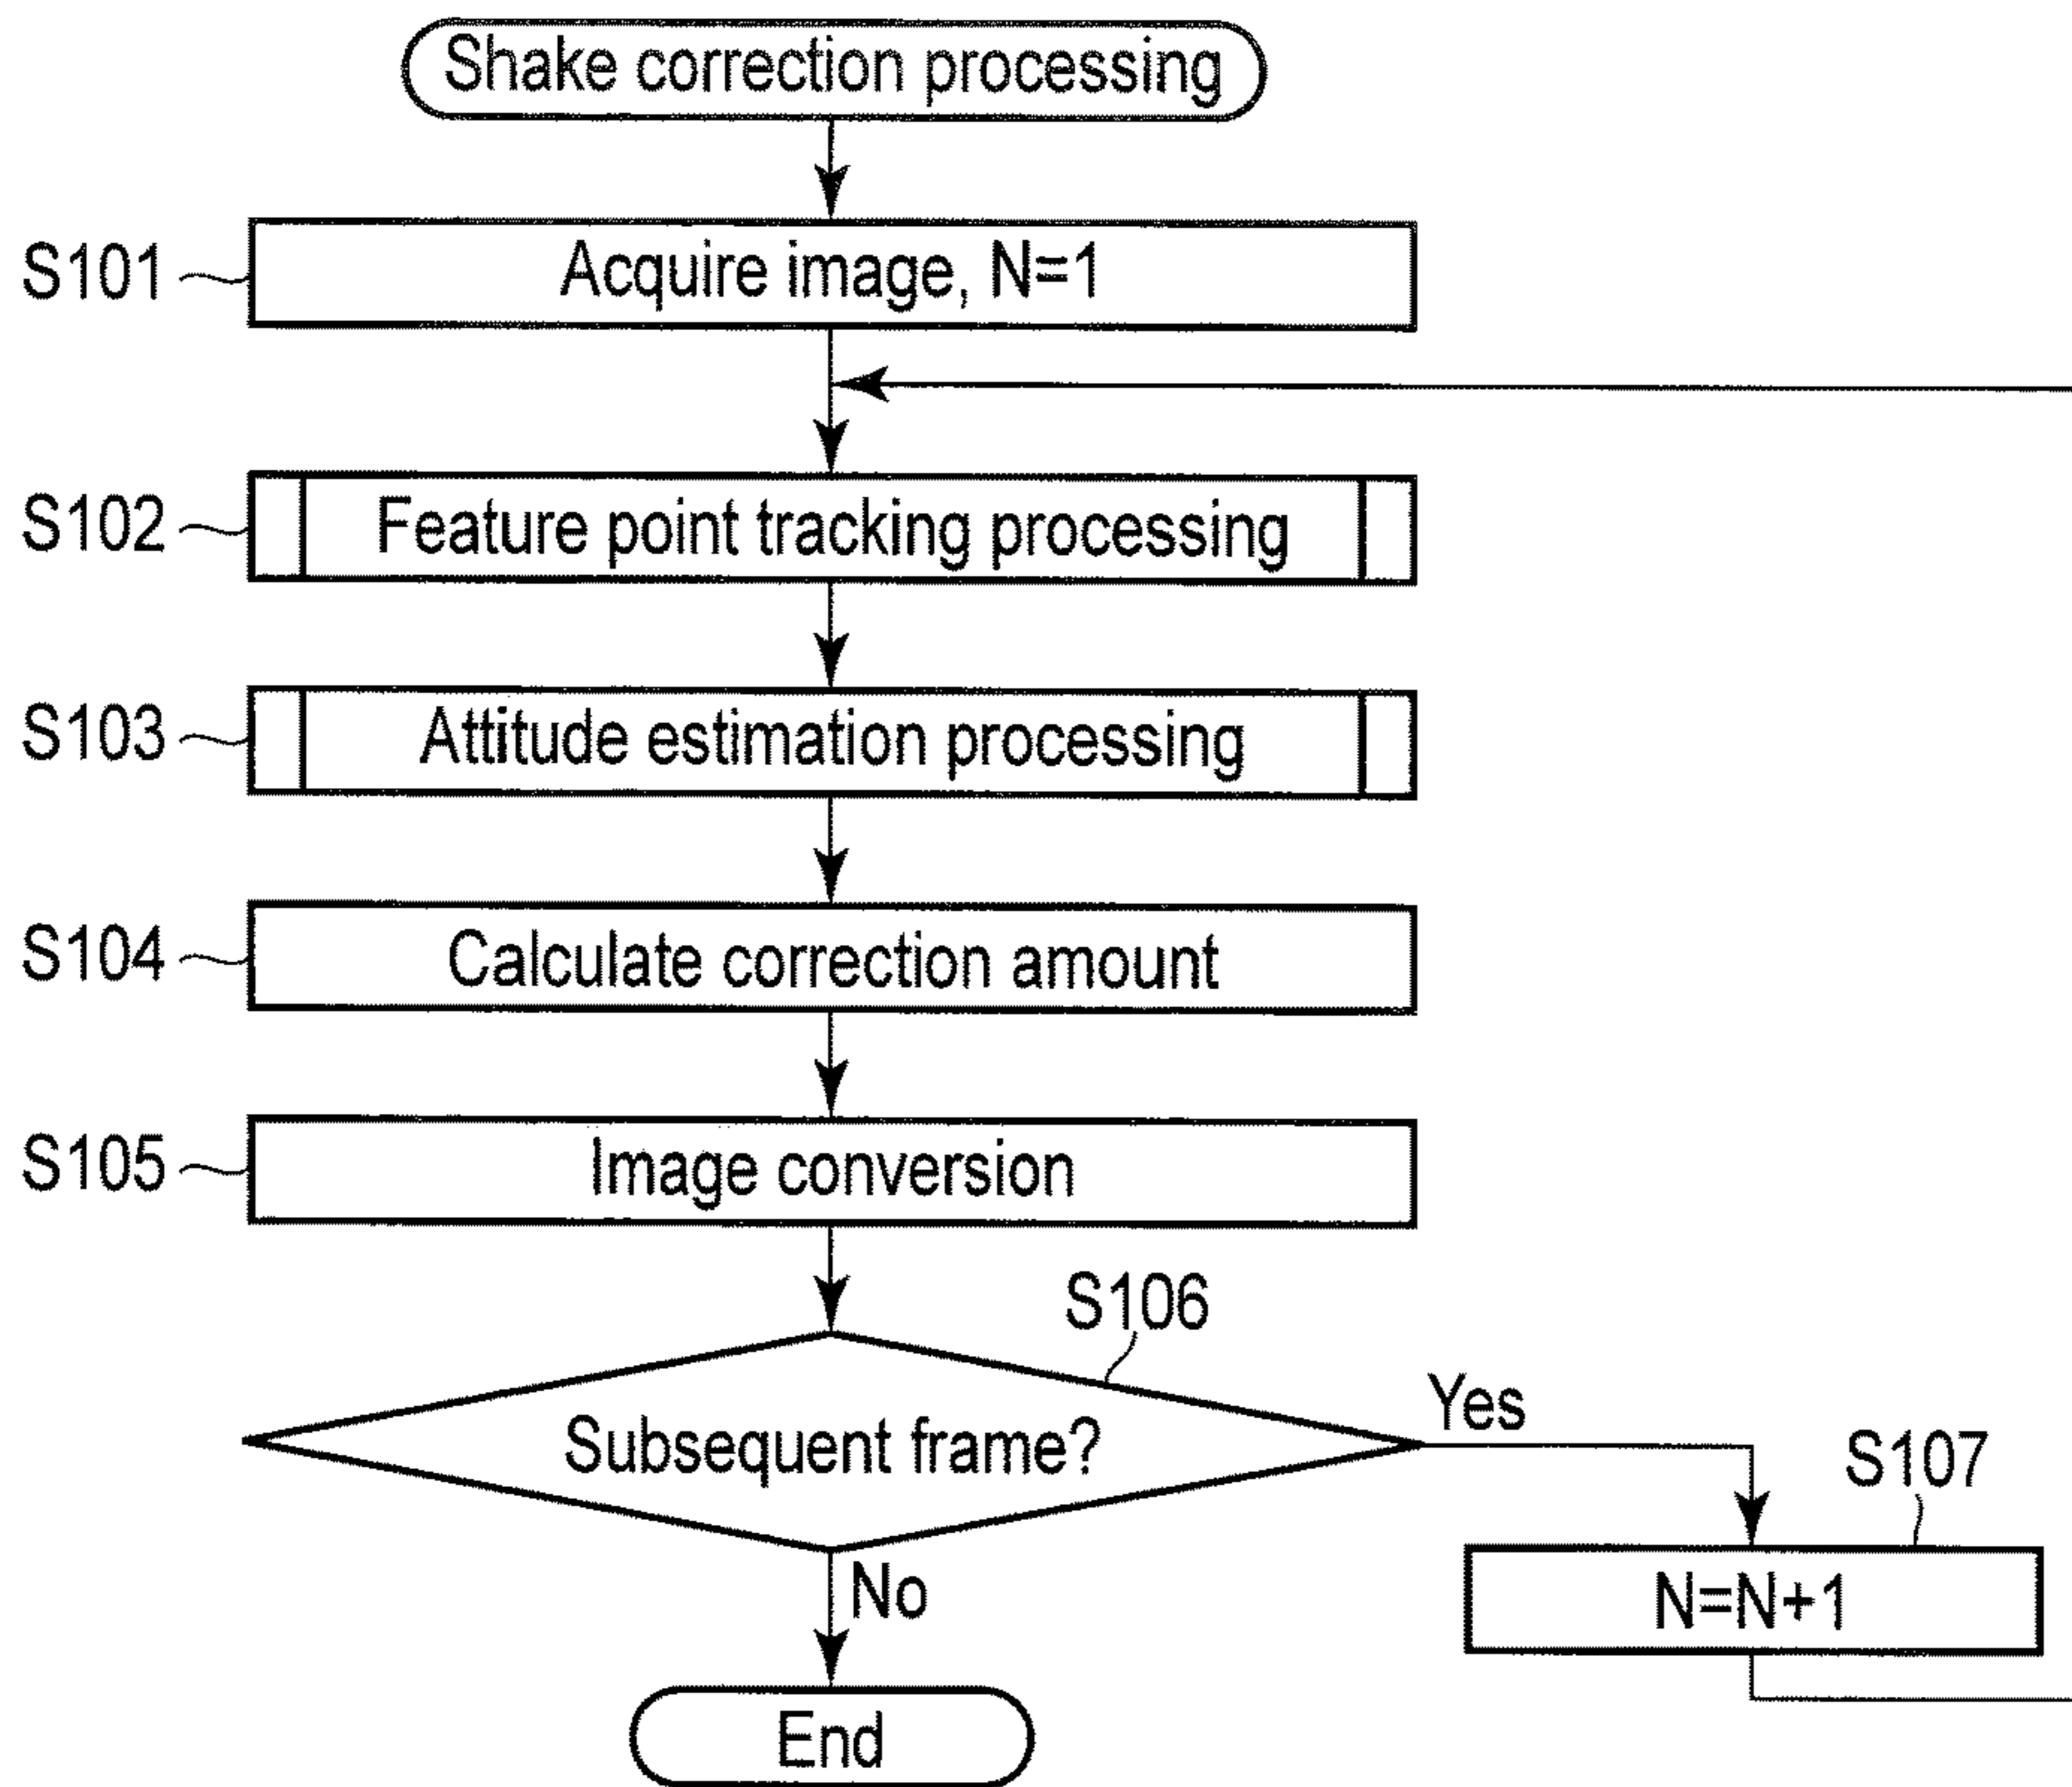 Shake correction processing
S101
Acquire image, N=1
S102
Feature point tracking processing
S103
Attitude estimation processing
S104
Calculate correction amount
S105
Image conversion
S106
Subsequent frame?
Yes
S107
N=N+1
No
End